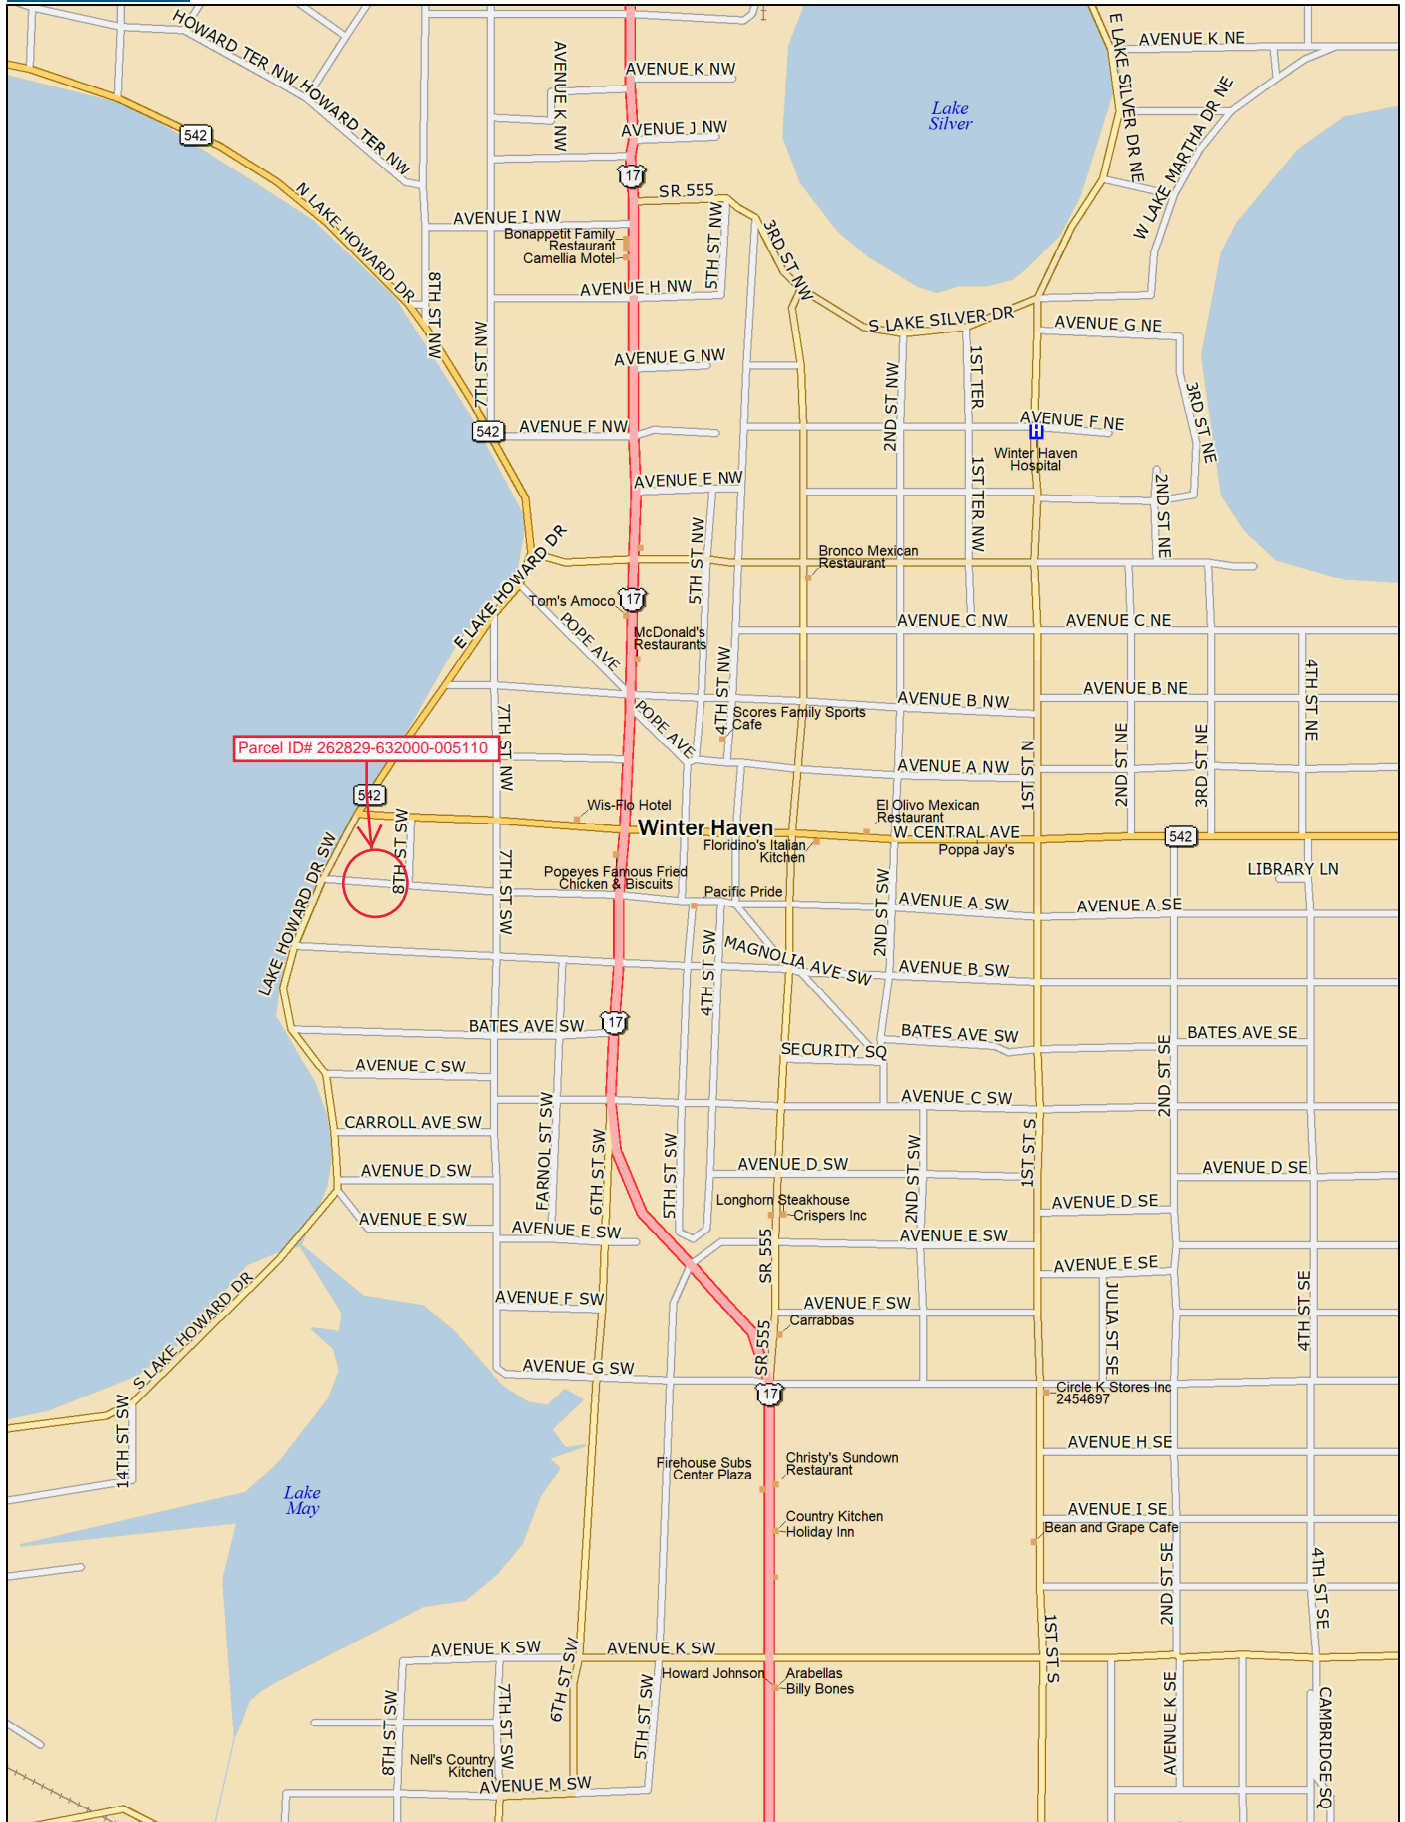 HOWARD TER NW
HOWARD TER NW
AVENUE K NW
AVENUE K NW
E LAKE SILVER DR NE
AVENUE K NE
542
AVENUE J NW
Lake
Silver
W LAKE MARTHA DR NE
17
SR 555
N LAKE HOWARD DR
AVENUE I NW
5TH ST NW
3RD ST NW
Bonappetit Family
Restaurant
Camellia Motel
8TH ST NW
AVENUE H NW
S LAKE SILVER DR
AVENUE G NE
7TH ST NW
AVENUE G NW
2ND ST NW
1ST TER
3RD ST NE
542
AVENUE F NW
AVENUE F NE
H
Winter Haven
Hospital
AVENUE E NW
1ST TER NW
2ND ST NE
E LAKE HOWARD DR
5TH ST NW
Bronco Mexican
Restaurant
Tom's Amoco
17
POPE AVE
McDonald's
Restaurants
AVENUE C NW
AVENUE C NE
4TH ST NW
4TH ST NE
AVENUE B NW
AVENUE B NE
7TH ST NW
POPE AVE
Scores Family Sports
Cafe
Parcel ID# 262829-632000-005110
AVENUE A NW
1ST ST N
2ND ST NE
3RD ST NE
542
Wis-Flo Hotel
El Olivo Mexican
Restaurant
Winter Haven
W CENTRAL AVE
542
Floridino's Italian
Kitchen
Poppa Jay's
LAKE HOWARD DR SW
8TH ST SW
7TH ST SW
Popeyes Famous Fried
Chicken & Biscuits
LIBRARY LN
Pacific Pride
2ND ST SW
AVENUE A SW
AVENUE A SE
4TH ST SW
MAGNOLIA AVE SW
AVENUE B SW
BATES AVE SW
17
BATES AVE SW
BATES AVE SE
SECURITY SQ
2ND ST SE
AVENUE C SW
AVENUE C SW
CARROLL AVE SW
FARNOL ST SW
6TH ST SW
5TH ST SW
1ST ST S
AVENUE D SW
AVENUE D SW
2ND ST SW
AVENUE D SE
Longhorn Steakhouse
Crispers Inc
AVENUE D SE
AVENUE E SW
AVENUE E SW
SR 555
AVENUE E SW
AVENUE E SE
S LAKE HOWARD DR
AVENUE F SW
AVENUE F SW
JULIA ST SE
4TH ST SE
SR 555
Carrabbas
AVENUE G SW
17
Circle K Stores Inc
2454697
14TH ST SW
AVENUE H SE
Firehouse Subs
Center Plaza
Christy's Sundown
Restaurant
Lake
May
Country Kitchen
Holiday Inn
AVENUE I SE
Bean and Grape Cafe
2ND ST SE
4TH ST SE
AVENUE K SW
AVENUE K SW
1ST ST S
Howard Johnson
Arabellas
Billy Bones
8TH ST SW
7TH ST SW
6TH ST SW
5TH ST SW
AVENUE K SE
CAMBRIDGE SQ
Nell's Country
Kitchen
AVENUE M SW